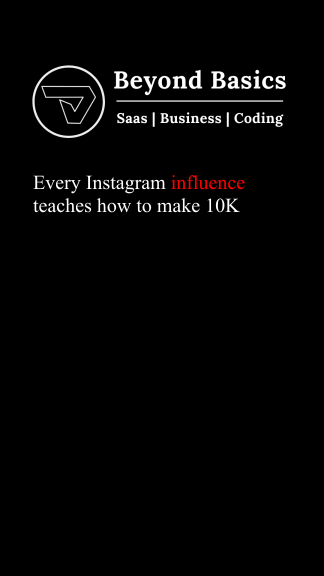 Beyond Basics
Saas | Business | Coding
Every Instagram influence
teaches how to make 10K